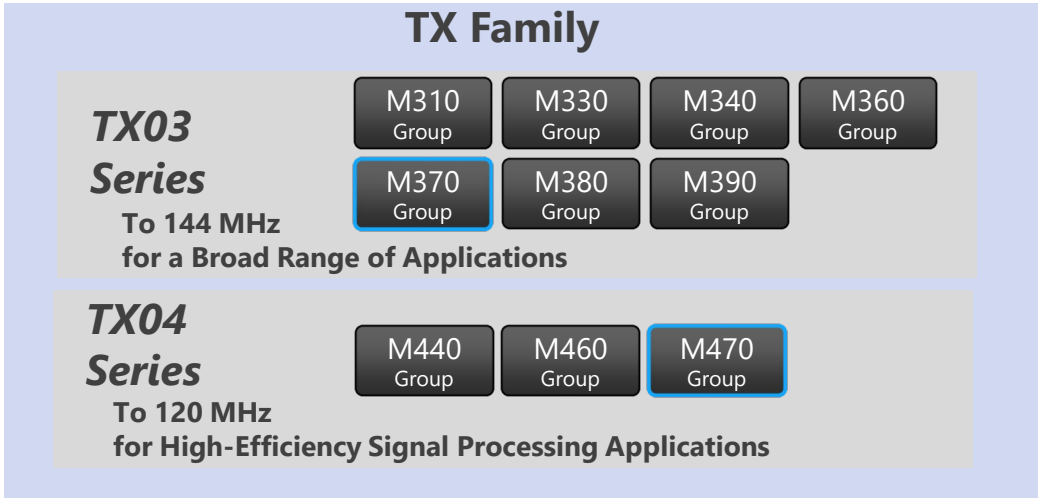 TX Family
TX03
Series
To 144 MHz
for a Broad Range of Applications
M310
Group
M330
Group
M340
Group
M360
Group
M370
Group
M380
Group
M390
Group
TX04
Series
To 120 MHz
for High-Efficiency Signal Processing Applications
M440
Group
M460
Group
M470
Group